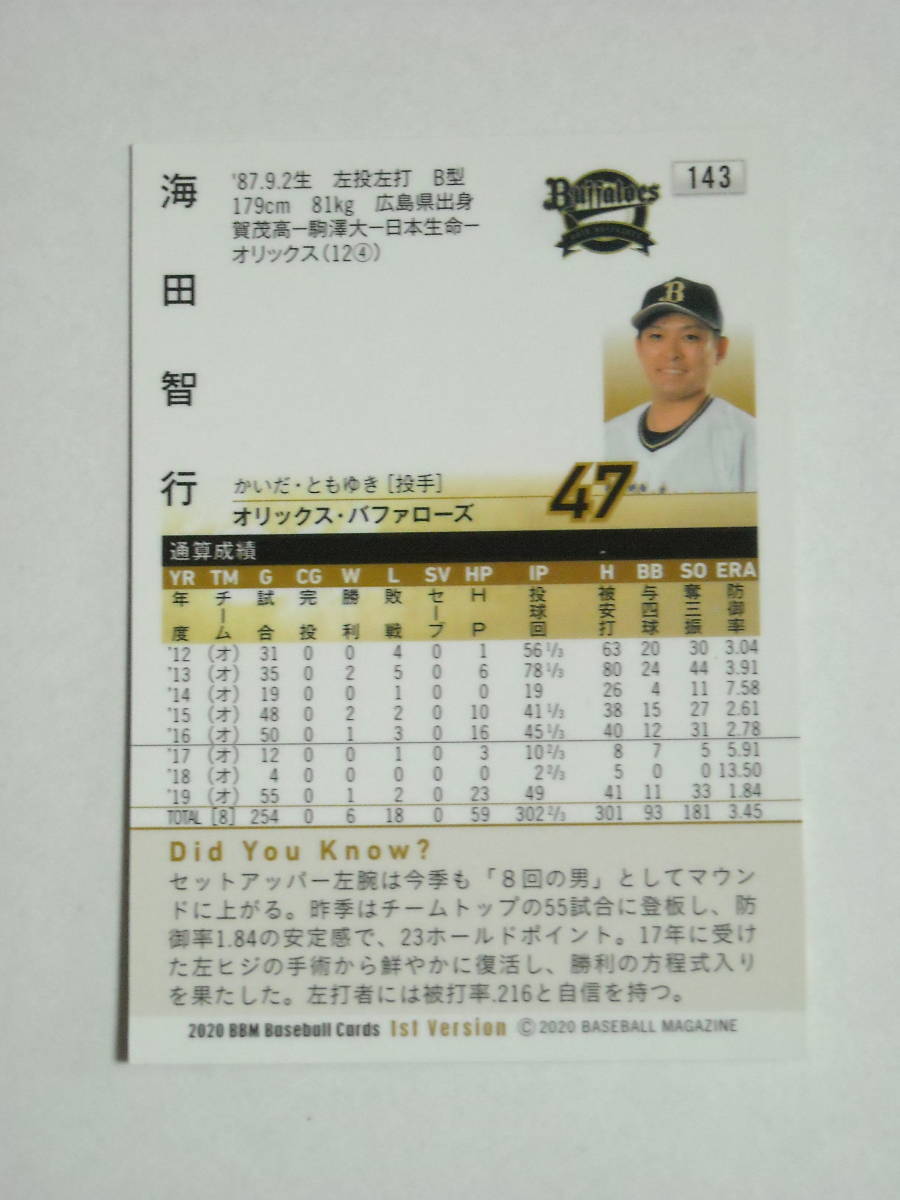 海田智行
'87.9.2生 左投左打 B型
179cm 81kg 広島県出身
賀茂高ー駒澤大ー日本生命ー
オリックス(12④)
Buffaloes
143
B
かいだ・ともゆき [投手]
オリックス・バファローズ
47
通算成績
YR TM G CG W L SV HP IP H BB SO ERA
年度 チーム 試合 完投 勝利 敗戦 セーブ HP 投球回 被安打 与四球 奪三振 防御率
'12 (オ) 31 0 0 4 0 1 56 1/3 63 20 30 3.04
'13 (オ) 35 0 2 5 0 6 78 1/3 80 24 44 3.91
'14 (オ) 19 0 0 1 0 0 19 26 4 11 7.58
'15 (オ) 48 0 2 2 0 10 41 1/3 38 15 27 2.61
'16 (オ) 50 0 1 3 0 16 45 1/3 40 12 31 2.78
'17 (オ) 12 0 0 1 0 3 10 2/3 8 7 5 5.91
'18 (オ) 4 0 0 0 0 0 2 2/3 5 0 0 13.50
'19 (オ) 55 0 1 2 0 23 49 41 11 33 1.84
TOTAL [8] 254 0 6 18 0 59 302 2/3 301 93 181 3.45
Did You Know?
セットアッパー左腕は今季も「8回の男」としてマウン
ドに上がる。昨季はチームトップの55試合に登板し、防
御率1.84の安定感で、23ホールドポイント。17年に受け
た左ヒジの手術から鮮やかに復活し、勝利の方程式入り
を果たした。左打者には被打率.216と自信を持つ。
2020 BBM Baseball Cards 1st Version © 2020 BASEBALL MAGAZINE